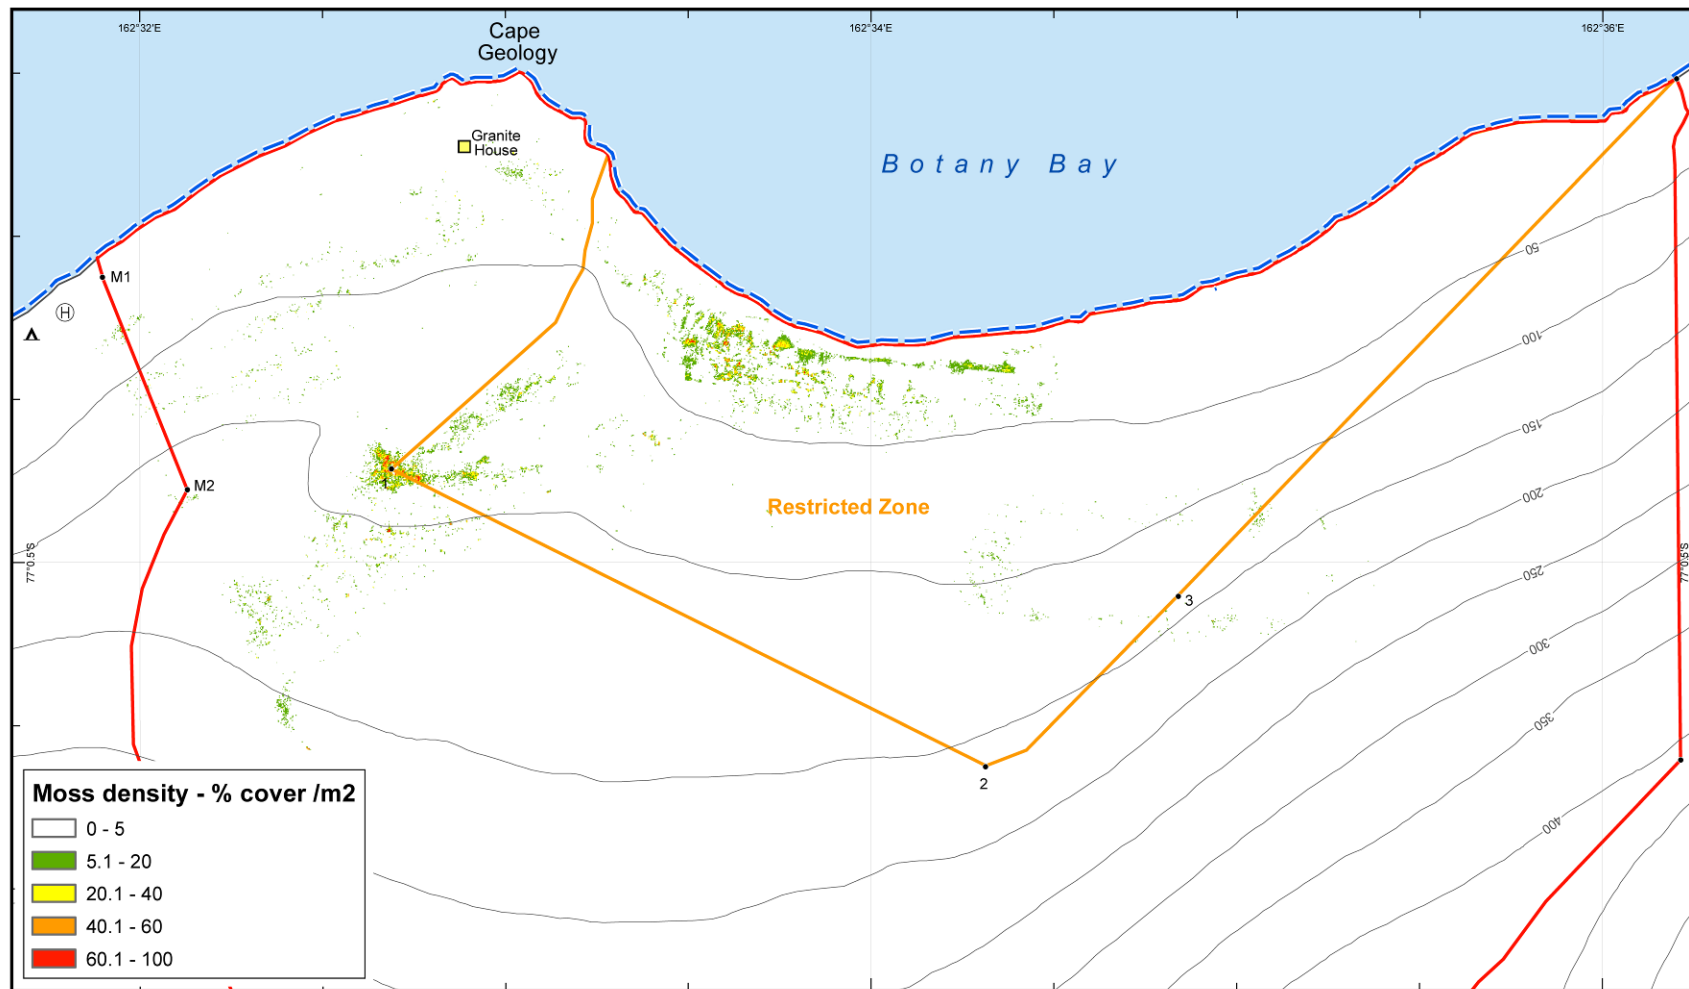 162°32'E
162°34'E
162°36'E
Cape
Geology
Granite
House
Botany Bay
M1
H
M2
1
Restricted Zone
2
3
50
100
150
200
250
300
350
400
77°0.5'S
77°0.5'S
Moss density - % cover /m2
0 - 5
5.1 - 20
20.1 - 40
40.1 - 60
60.1 - 100